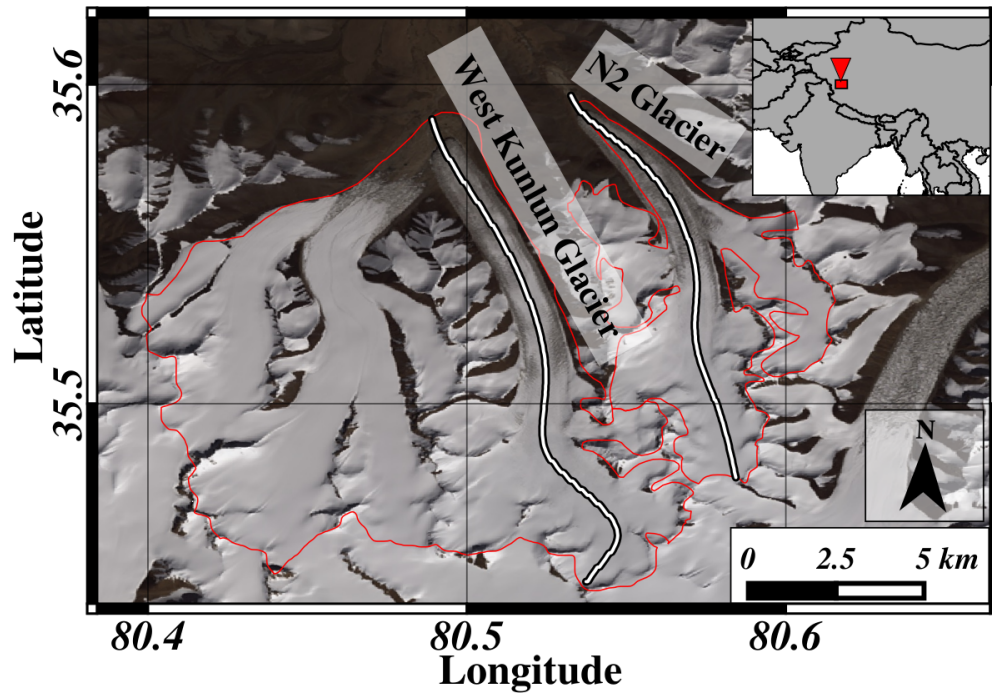 West Kunlun Glacier
N2 Glacier
35.6
35.5
Latitude
N
0 2.5 5 km
80.4 80.5 80.6
Longitude